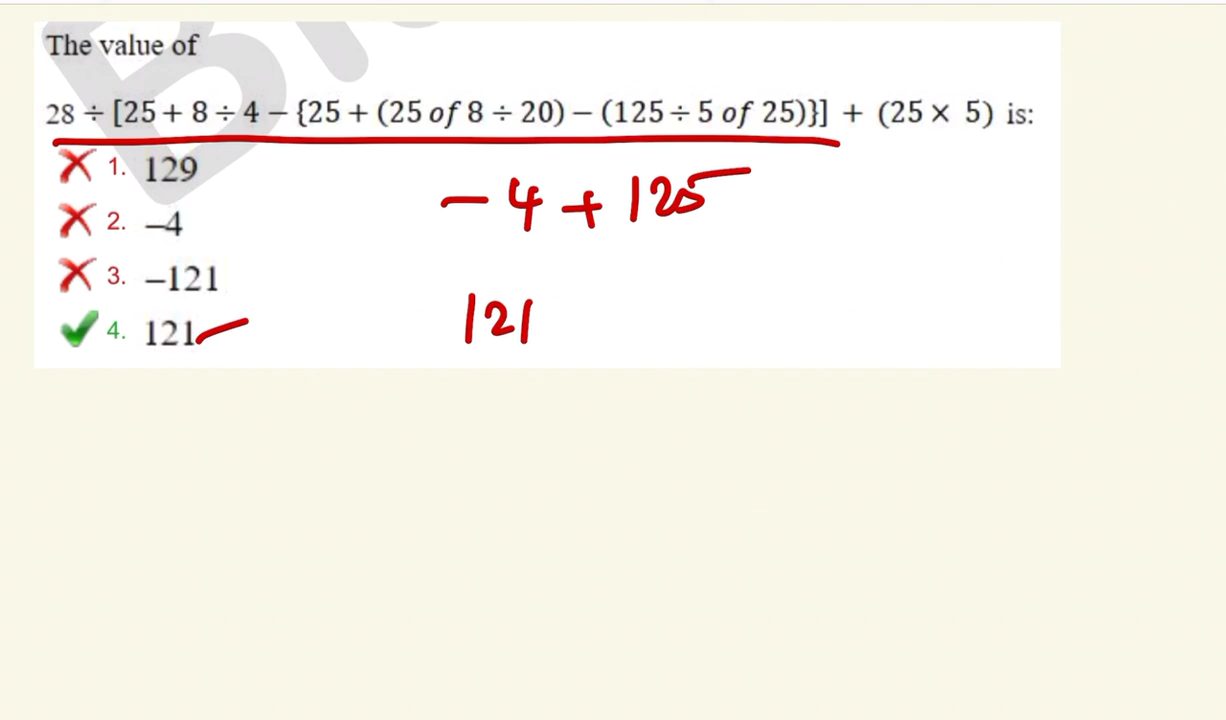 The value of
28 ÷ [25 + 8 ÷ 4 − {25 + (25 of 8 ÷ 20) − (125 ÷ 5 of 25)}] + (25 × 5) is:
1. 129
− 4 + 125
2. −4
3. −121
4. 121
121